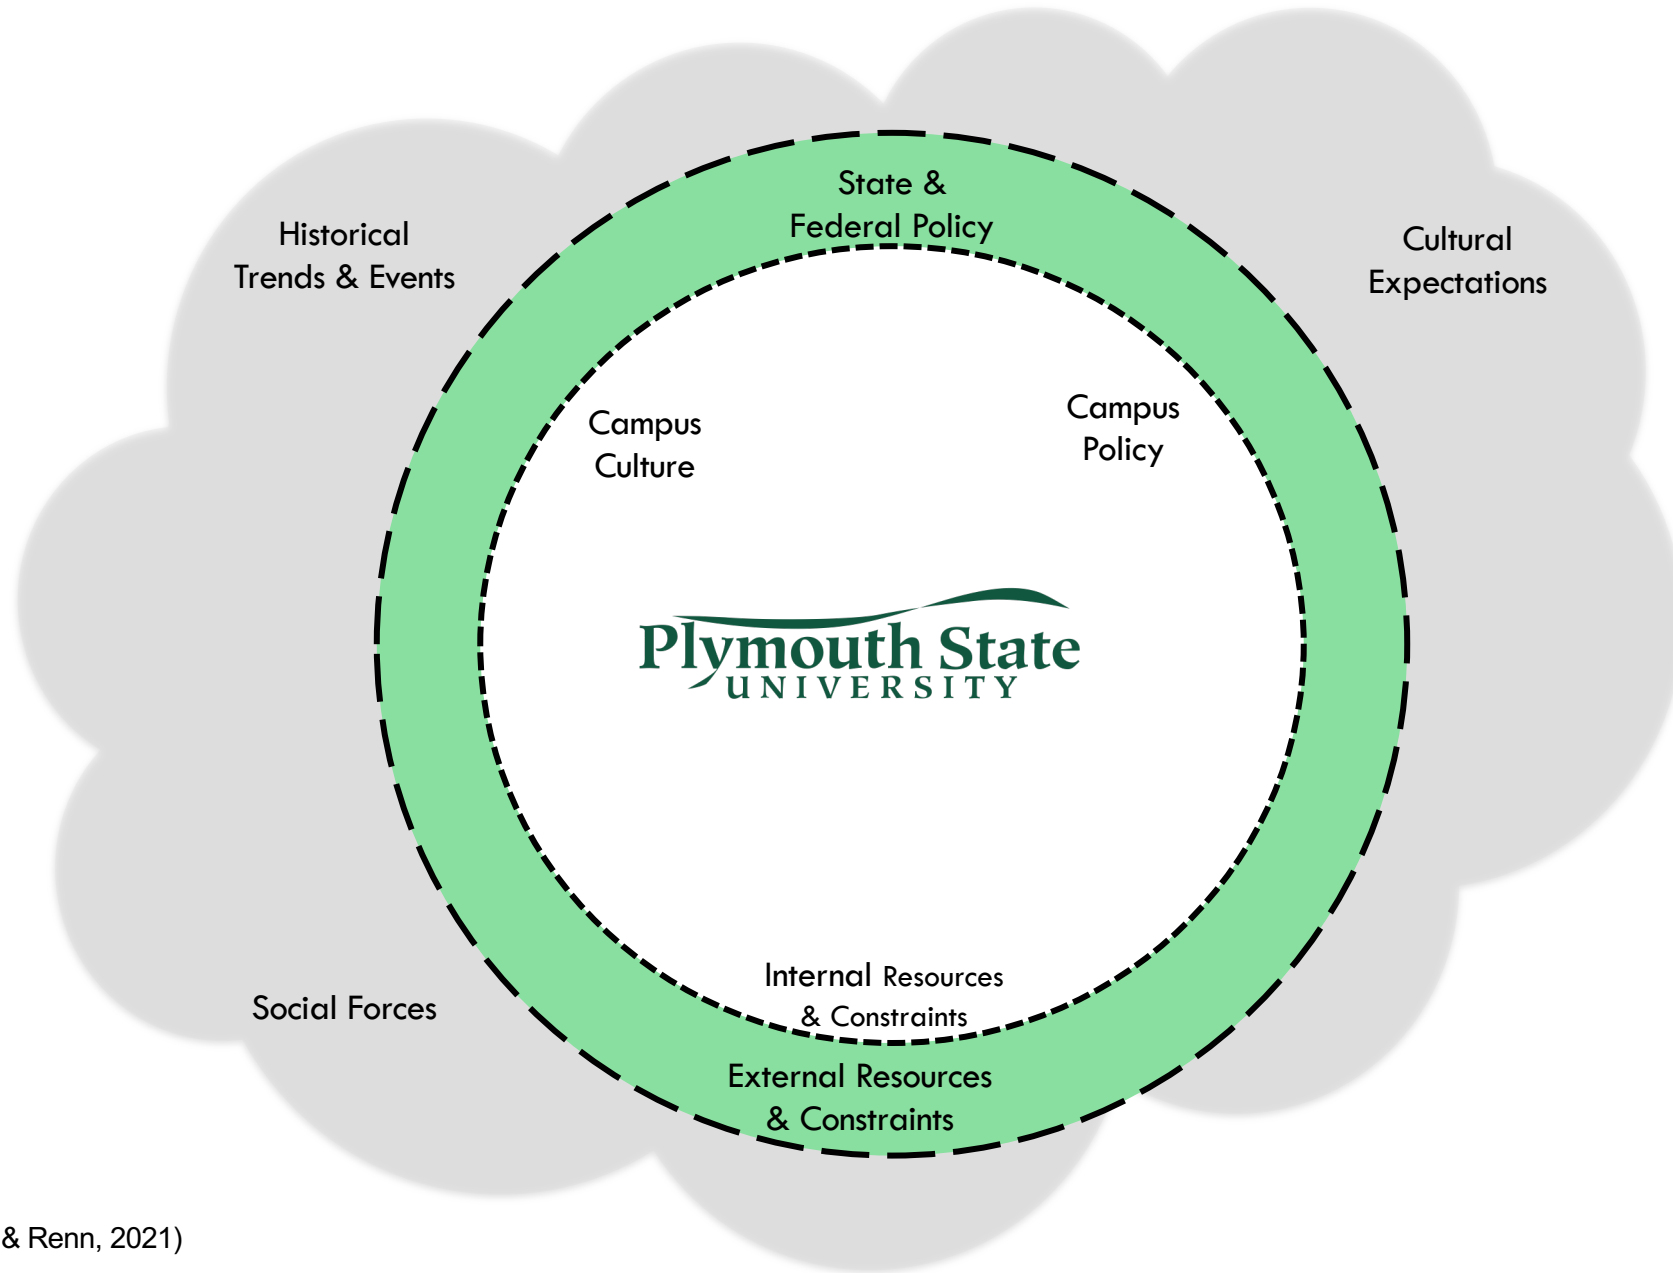 State &
Federal Policy
Historical
Trends & Events
Cultural
Expectations
Campus
Culture
Campus
Policy
Plymouth State
UNIVERSITY
Internal Resources
& Constraints
Social Forces
External Resources
& Constraints
& Renn, 2021)